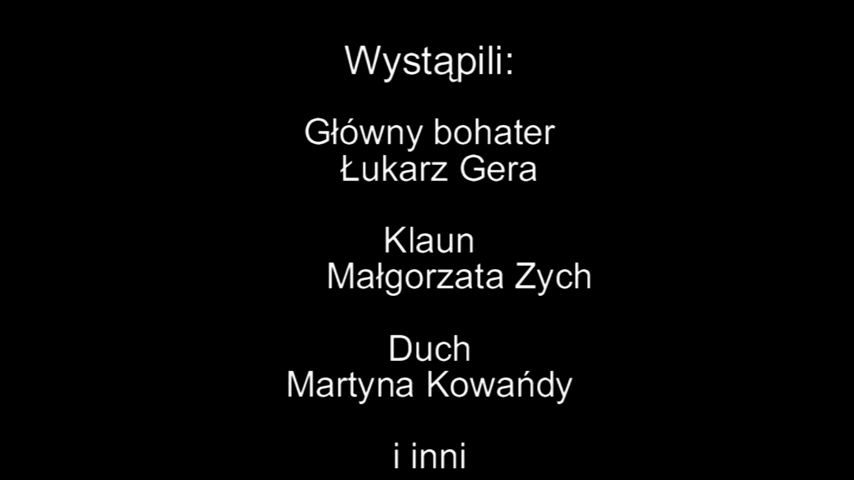 Wystąpili:
Główny bohater
Łukarz Gera
Klaun
Małgorzata Zych
Duch
Martyna Kowańdy
i inni